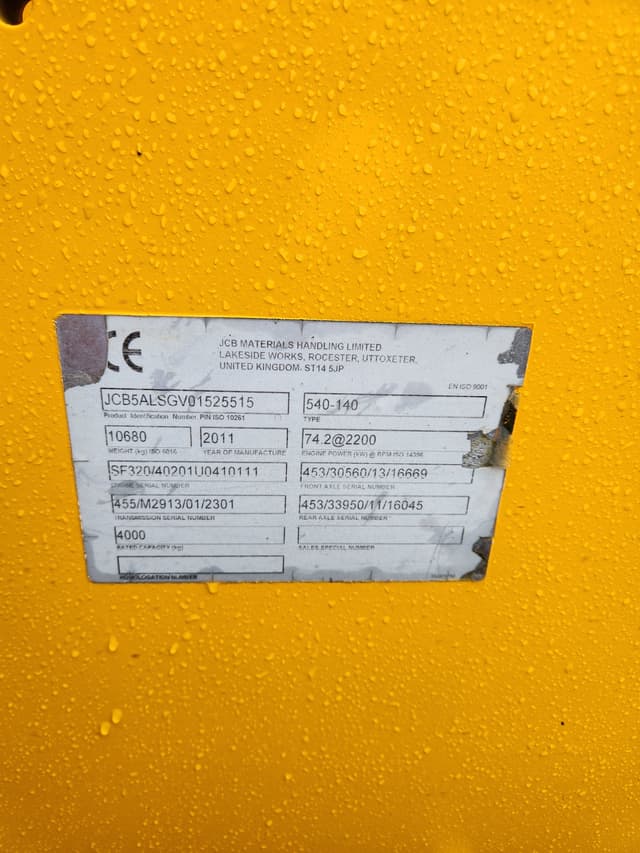 CE
JCB MATERIALS HANDLING LIMITED
LAKESIDE WORKS, ROCESTER, UTTOXETER,
UNITED KINGDOM. ST14 5JP
EN ISO 9001
JCB5ALSGV01525515
540-140
Product Identification Number, PIN ISO 10261
TYPE
10680
2011
74.2@2200
WEIGHT (kg) ISO 6016
YEAR OF MANUFACTURE
ENGINE POWER (kW) @ RPM ISO 14396
SF320/40201U0410111
453/30560/13/16669
ENGINE SERIAL NUMBER
FRONT AXLE SERIAL NUMBER
455/M2913/01/2301
453/33950/11/16045
TRANSMISSION SERIAL NUMBER
REAR AXLE SERIAL NUMBER
4000
RATED CAPACITY (kg)
SALES SPECIAL NUMBER
HOMOLOGATION NUMBER